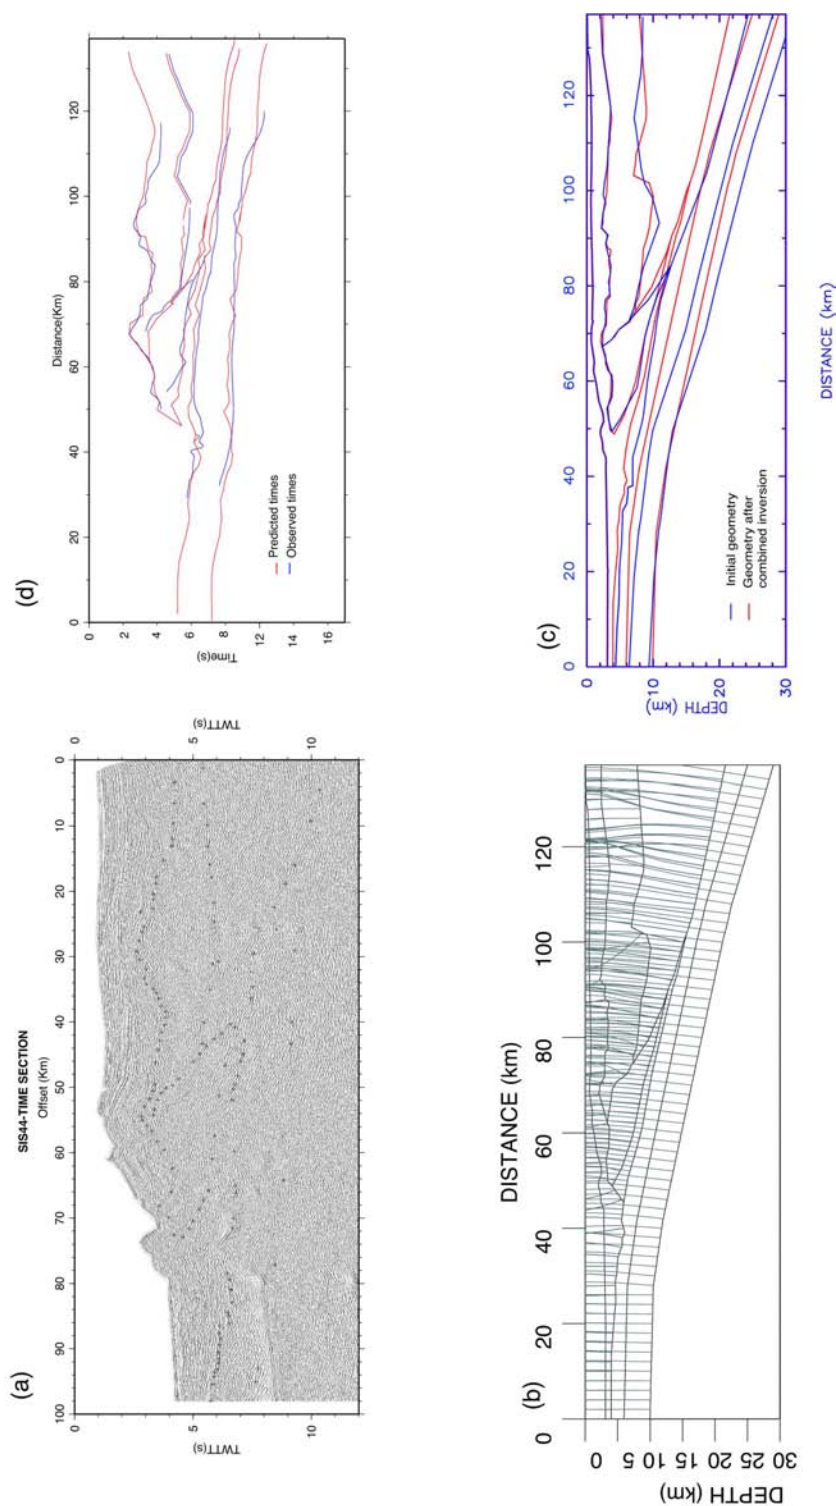 (a)
SIS44-TIME SECTION
Offset (Km)
100 90 80 70 60 50 40 30 20 10 0
TWTT(s)
0
5
10
TWTT(s)
0
5
10
(d)
Distance(Km)
0 20 40 60 80 100 120
Time(s)
0
2
4
6
8
10
12
14
16
Predicted times
Observed times
(b)
DISTANCE (km)
0 20 40 60 80 100 120
DEPTH (km)
0
5
10
15
20
25
30
(c)
0 20 40 60 80 100 120
DEPTH (km)
0
10
20
30
Initial geometry
Geometry after
combined inversion
DISTANCE (km)